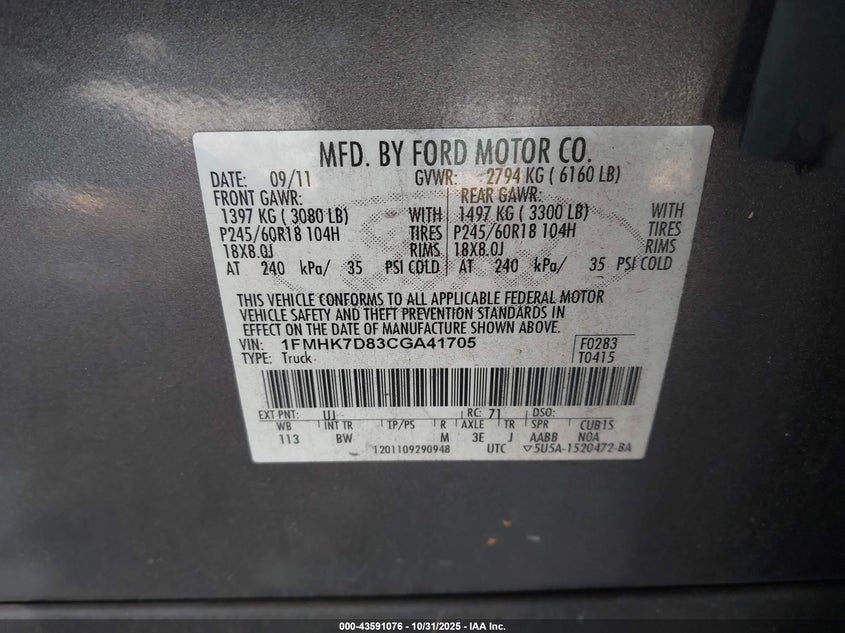 MFD. BY FORD MOTOR CO.
DATE: 09/11 GVWR: 2794 KG ( 6160 LB)
FRONT GAWR: REAR GAWR:
1397 KG ( 3080 LB) WITH 1497 KG ( 3300 LB) WITH
P245/60R18 104H TIRES P245/60R18 104H TIRES
18X8.0J RIMS 18X8.0J RIMS
AT 240 kPa/ 35 PSI COLD AT 240 kPa/ 35 PSI COLD
THIS VEHICLE CONFORMS TO ALL APPLICABLE FEDERAL MOTOR
VEHICLE SAFETY AND THEFT PREVENTION STANDARDS IN
EFFECT ON THE DATE OF MANUFACTURE SHOWN ABOVE.
VIN: 1FMHK7D83CGA41705 F0283
TYPE: Truck T0415
EXT PNT: UJ RC: 71 DSO:
WB INT TR TP/PS R AXLE TR SPR CUB1S
113 BW M 3E J AABB NOA
1201109290948 UTC ▽5U5A-1520472-BA
000-43591076 - 10/31/2025 - IAA Inc.